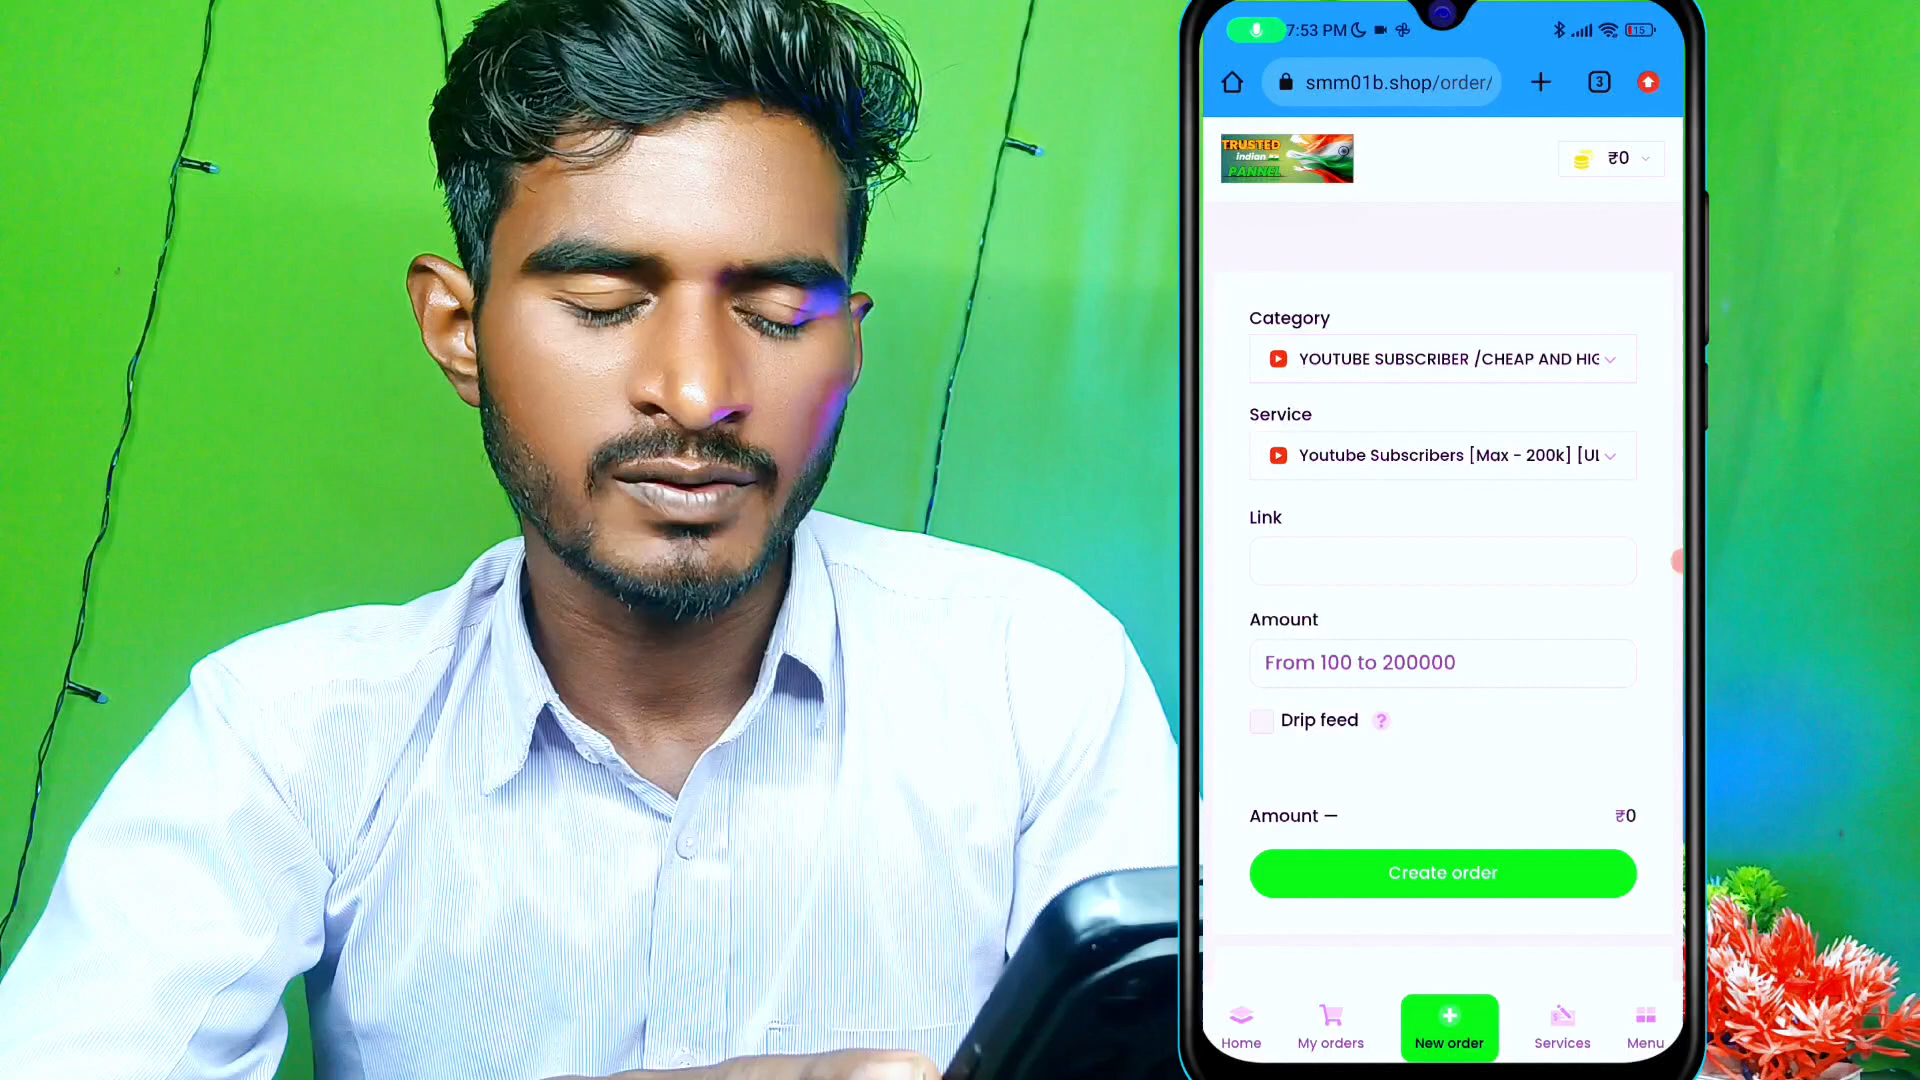 7:53 PM
15
smm01b.shop/order/
3
TRUSTED
Indian
PANNEL
₹0
Category
YOUTUBE SUBSCRIBER /CHEAP AND HIG
Service
Youtube Subscribers [Max - 200k] [UL
Link
Amount
From 100 to 200000
Drip feed ?
Amount — ₹0
Create order
Home
My orders
New order
Services
Menu